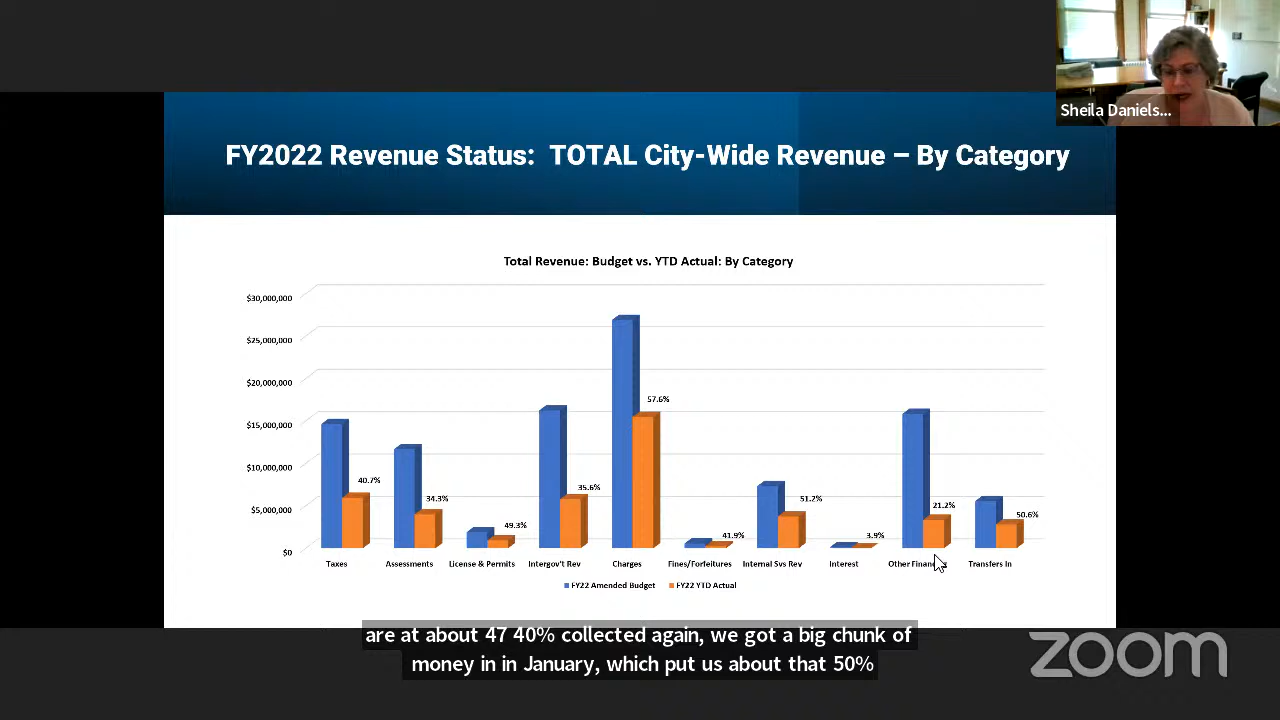 Sheila Daniels...
FY2022 Revenue Status: TOTAL City-Wide Revenue – By Category
Total Revenue: Budget vs. YTD Actual: By Category
$30,000,000
$25,000,000
$20,000,000
$15,000,000
$10,000,000
$5,000,000
$0
40.7%
34.3%
49.3%
35.6%
57.6%
41.9%
51.2%
3.9%
21.2%
50.6%
Taxes
Assessments
License & Permits
Intergov't Rev
Charges
Fines/Forfeitures
Internal Svs Rev
Interest
Other
Transfers In
FY22 Amended Budget
FY22 YTD Actual
are at about 47 40% collected again, we got a big chunk of
money in in January, which put us about that 50%
zoom